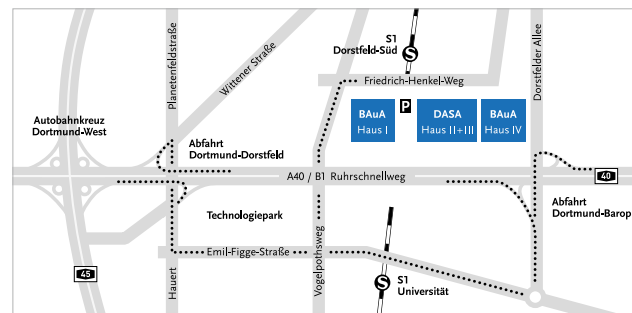 S1
Dorstfeld-Süd
S
Planetenfeldstraße
Wittener Straße
Dorstfelder Allee
Friedrich-Henkel-Weg
Autobahnkreuz
Dortmund-West
BAuA
Haus I
P
DASA
Haus II+III
BAuA
Haus IV
Abfahrt
Dortmund-Dorstfeld
A40 / B1 Ruhrschnellweg
40
Abfahrt
Dortmund-Barop
Technologiepark
Vogelpothsweg
Emil-Figge-Straße
Hauert
45
S
S1
Universität